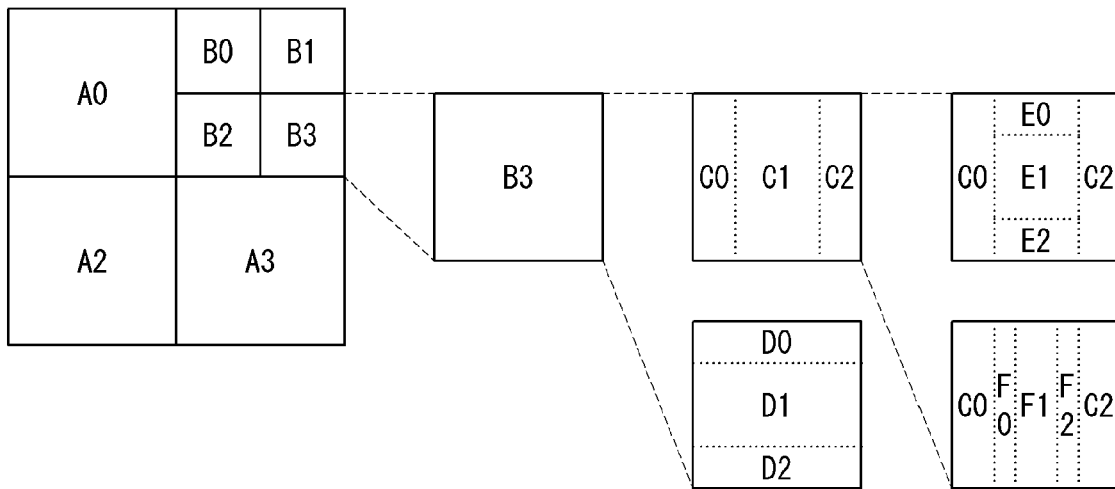 A0
B0 B1
B2 B3
A2 A3
B3
C0 C1 C2
D0
D1
D2
E0
C0 E1 C2
E2
C0 F0 F1 F2 C2